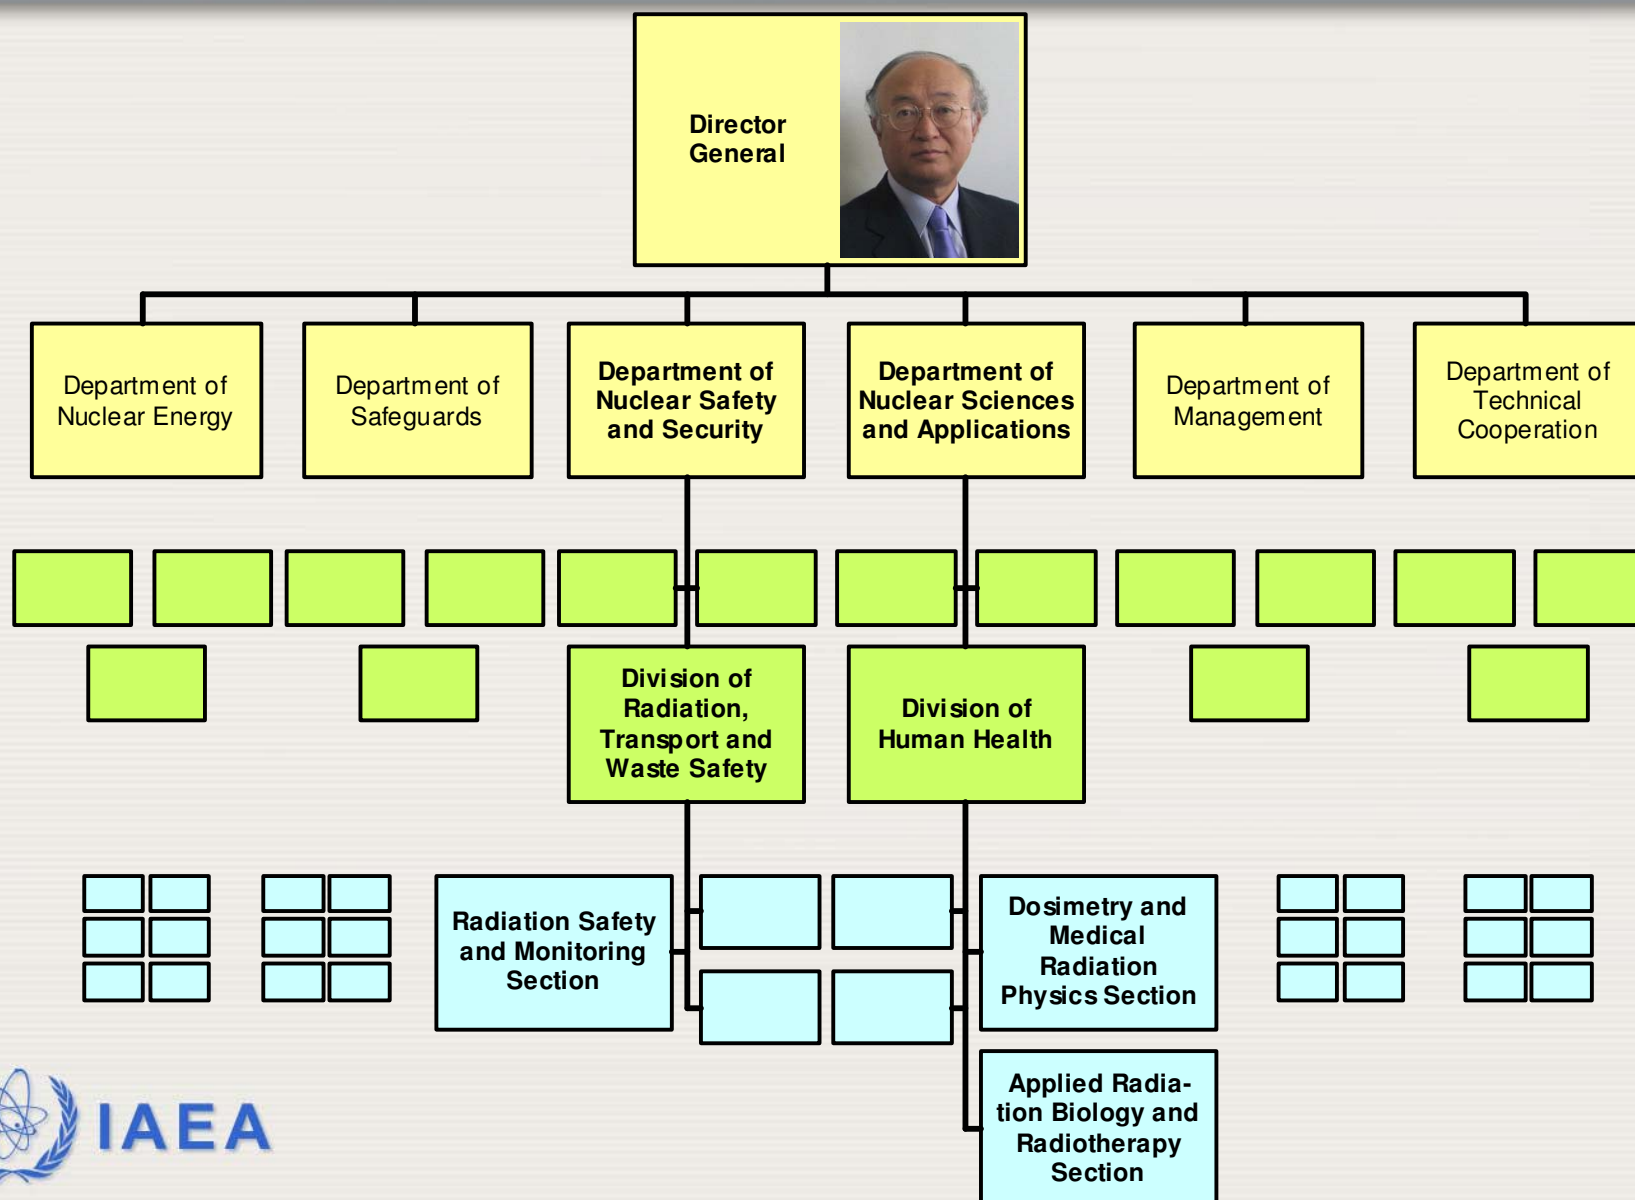 Director
General
Department of
Nuclear Energy
Department of
Safeguards
Department of
Nuclear Safety
and Security
Department of
Nuclear Sciences
and Applications
Department of
Management
Department of
Technical
Cooperation
Division of
Radiation,
Transport and
Waste Safety
Division of
Human Health
Radiation Safety
and Monitoring
Section
Dosimetry and
Medical
Radiation
Physics Section
Applied Radia-
tion Biology and
Radiotherapy
Section
IAEA